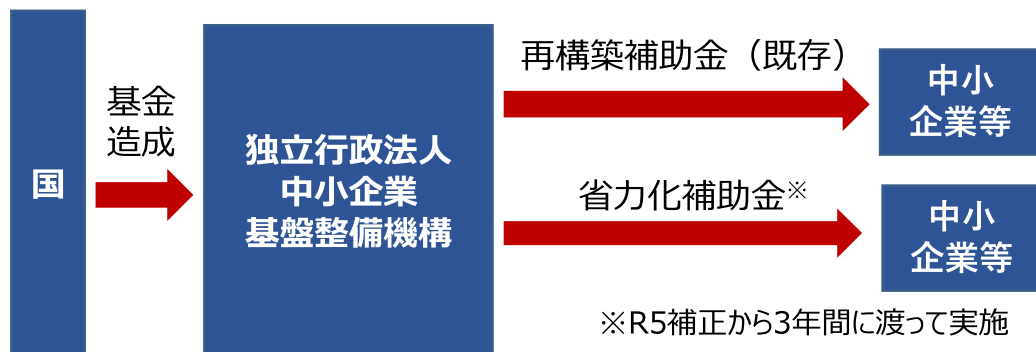 国
基金
造成
独立行政法人
中小企業
基盤整備機構
再構築補助金（既存）
中小
企業等
省力化補助金※
中小
企業等
※R5補正から3年間に渡って実施